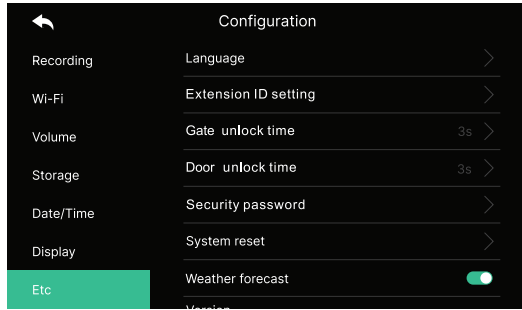 Configuration
Recording
Wi-Fi
Volume
Storage
Date/Time
Display
Etc
Language
Extension ID setting
Gate unlock time 3s
Door unlock time 3s
Security password
System reset
Weather forecast
Version